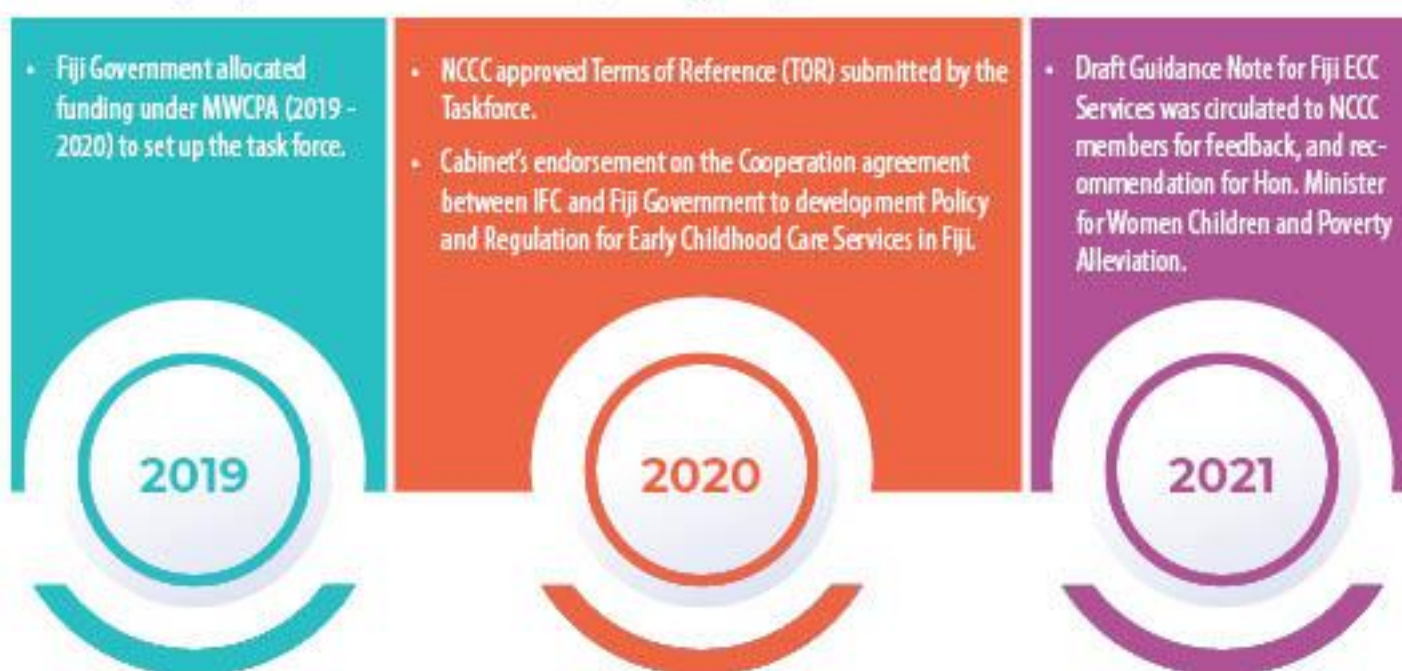 • Fiji Government allocated
funding under MWCPA (2019 -
2020) to set up the task force.
• NCCC approved Terms of Reference (TOR) submitted by the
Taskforce.
• Cabinet's endorsement on the Cooperation agreement
between IFC and Fiji Government to development Policy
and Regulation for Early Childhood Care Services in Fiji.
• Draft Guidance Note for Fiji ECC
Services was circulated to NCCC
members for feedback, and rec-
ommendation for Hon. Minister
for Women Children and Poverty
Alleviation.
2019
2020
2021